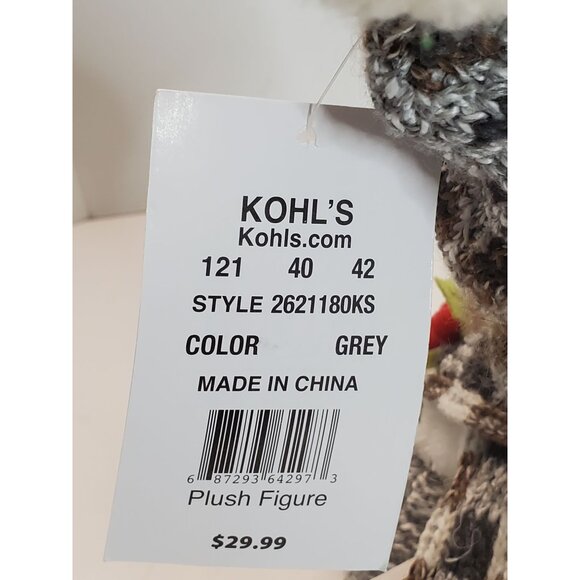 KOHL'S
Kohls.com
121 40 42
STYLE 2621180KS
COLOR GREY
MADE IN CHINA
6 87293 64297 3
Plush Figure
$29.99